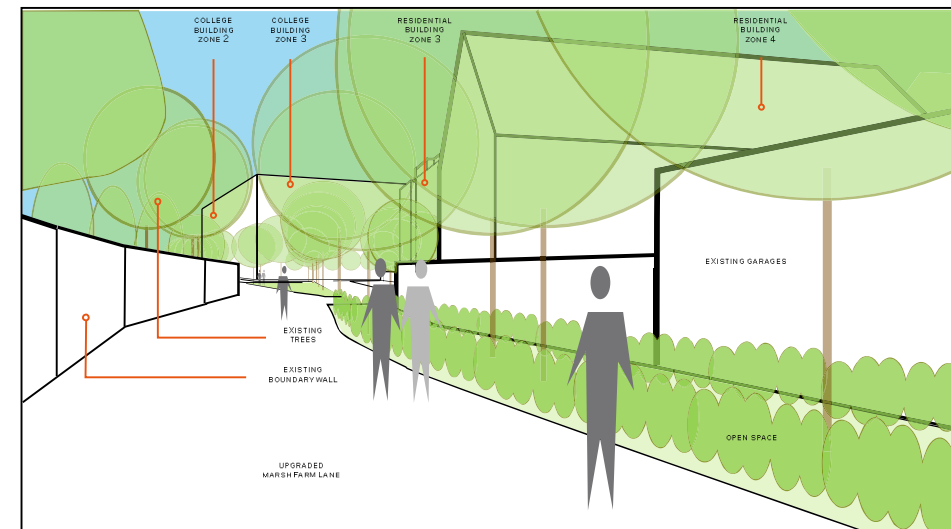 COLLEGE
BUILDING
ZONE 2
COLLEGE
BUILDING
ZONE 3
RESIDENTIAL
BUILDING
ZONE 3
RESIDENTIAL
BUILDING
ZONE 4
EXISTING GARAGES
EXISTING
TREES
EXISTING
BOUNDARY WALL
OPEN SPACE
UPGRADED
MARSH FARM LANE